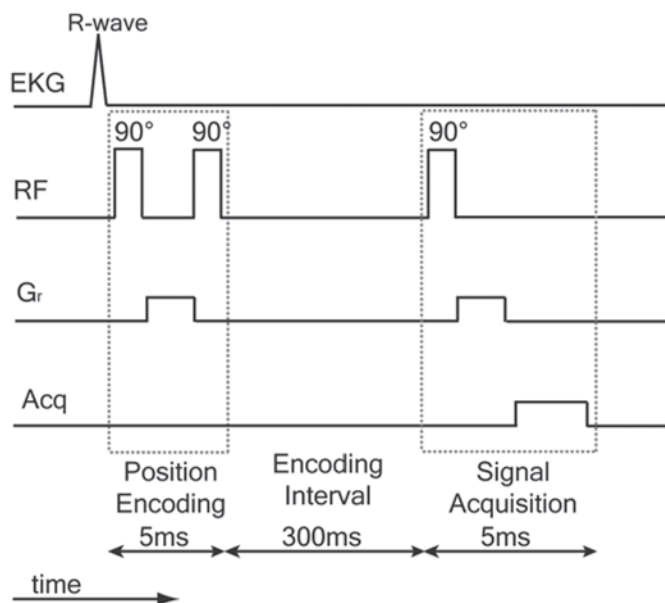 R-wave
EKG
90° 90° 90°
RF
Gr
Acq
Position
Encoding
5ms
Encoding
Interval
300ms
Signal
Acquisition
5ms
time